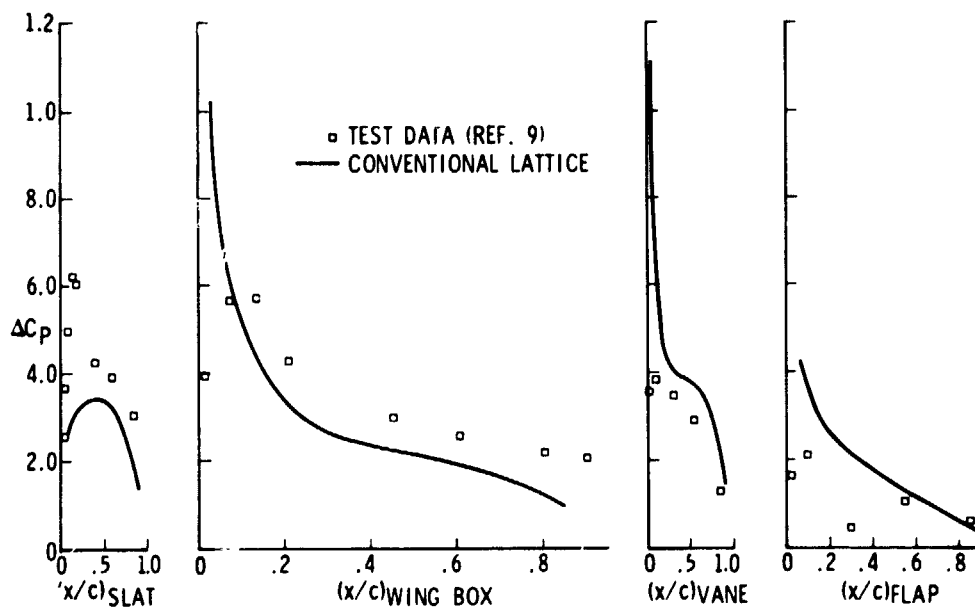 1.2
1.0
8.0
6.0
ΔCp
4.0
2.0
0
□ TEST DATA (REF. 9)
— CONVENTIONAL LATTICE
0 .5 1.0
'x/c)SLAT
0 .2 .4 .6 .8
(x/c)WING BOX
0 .5 1.0
(x/c)VANE
0 .2 .4 .6 .8
(x/c)FLAP